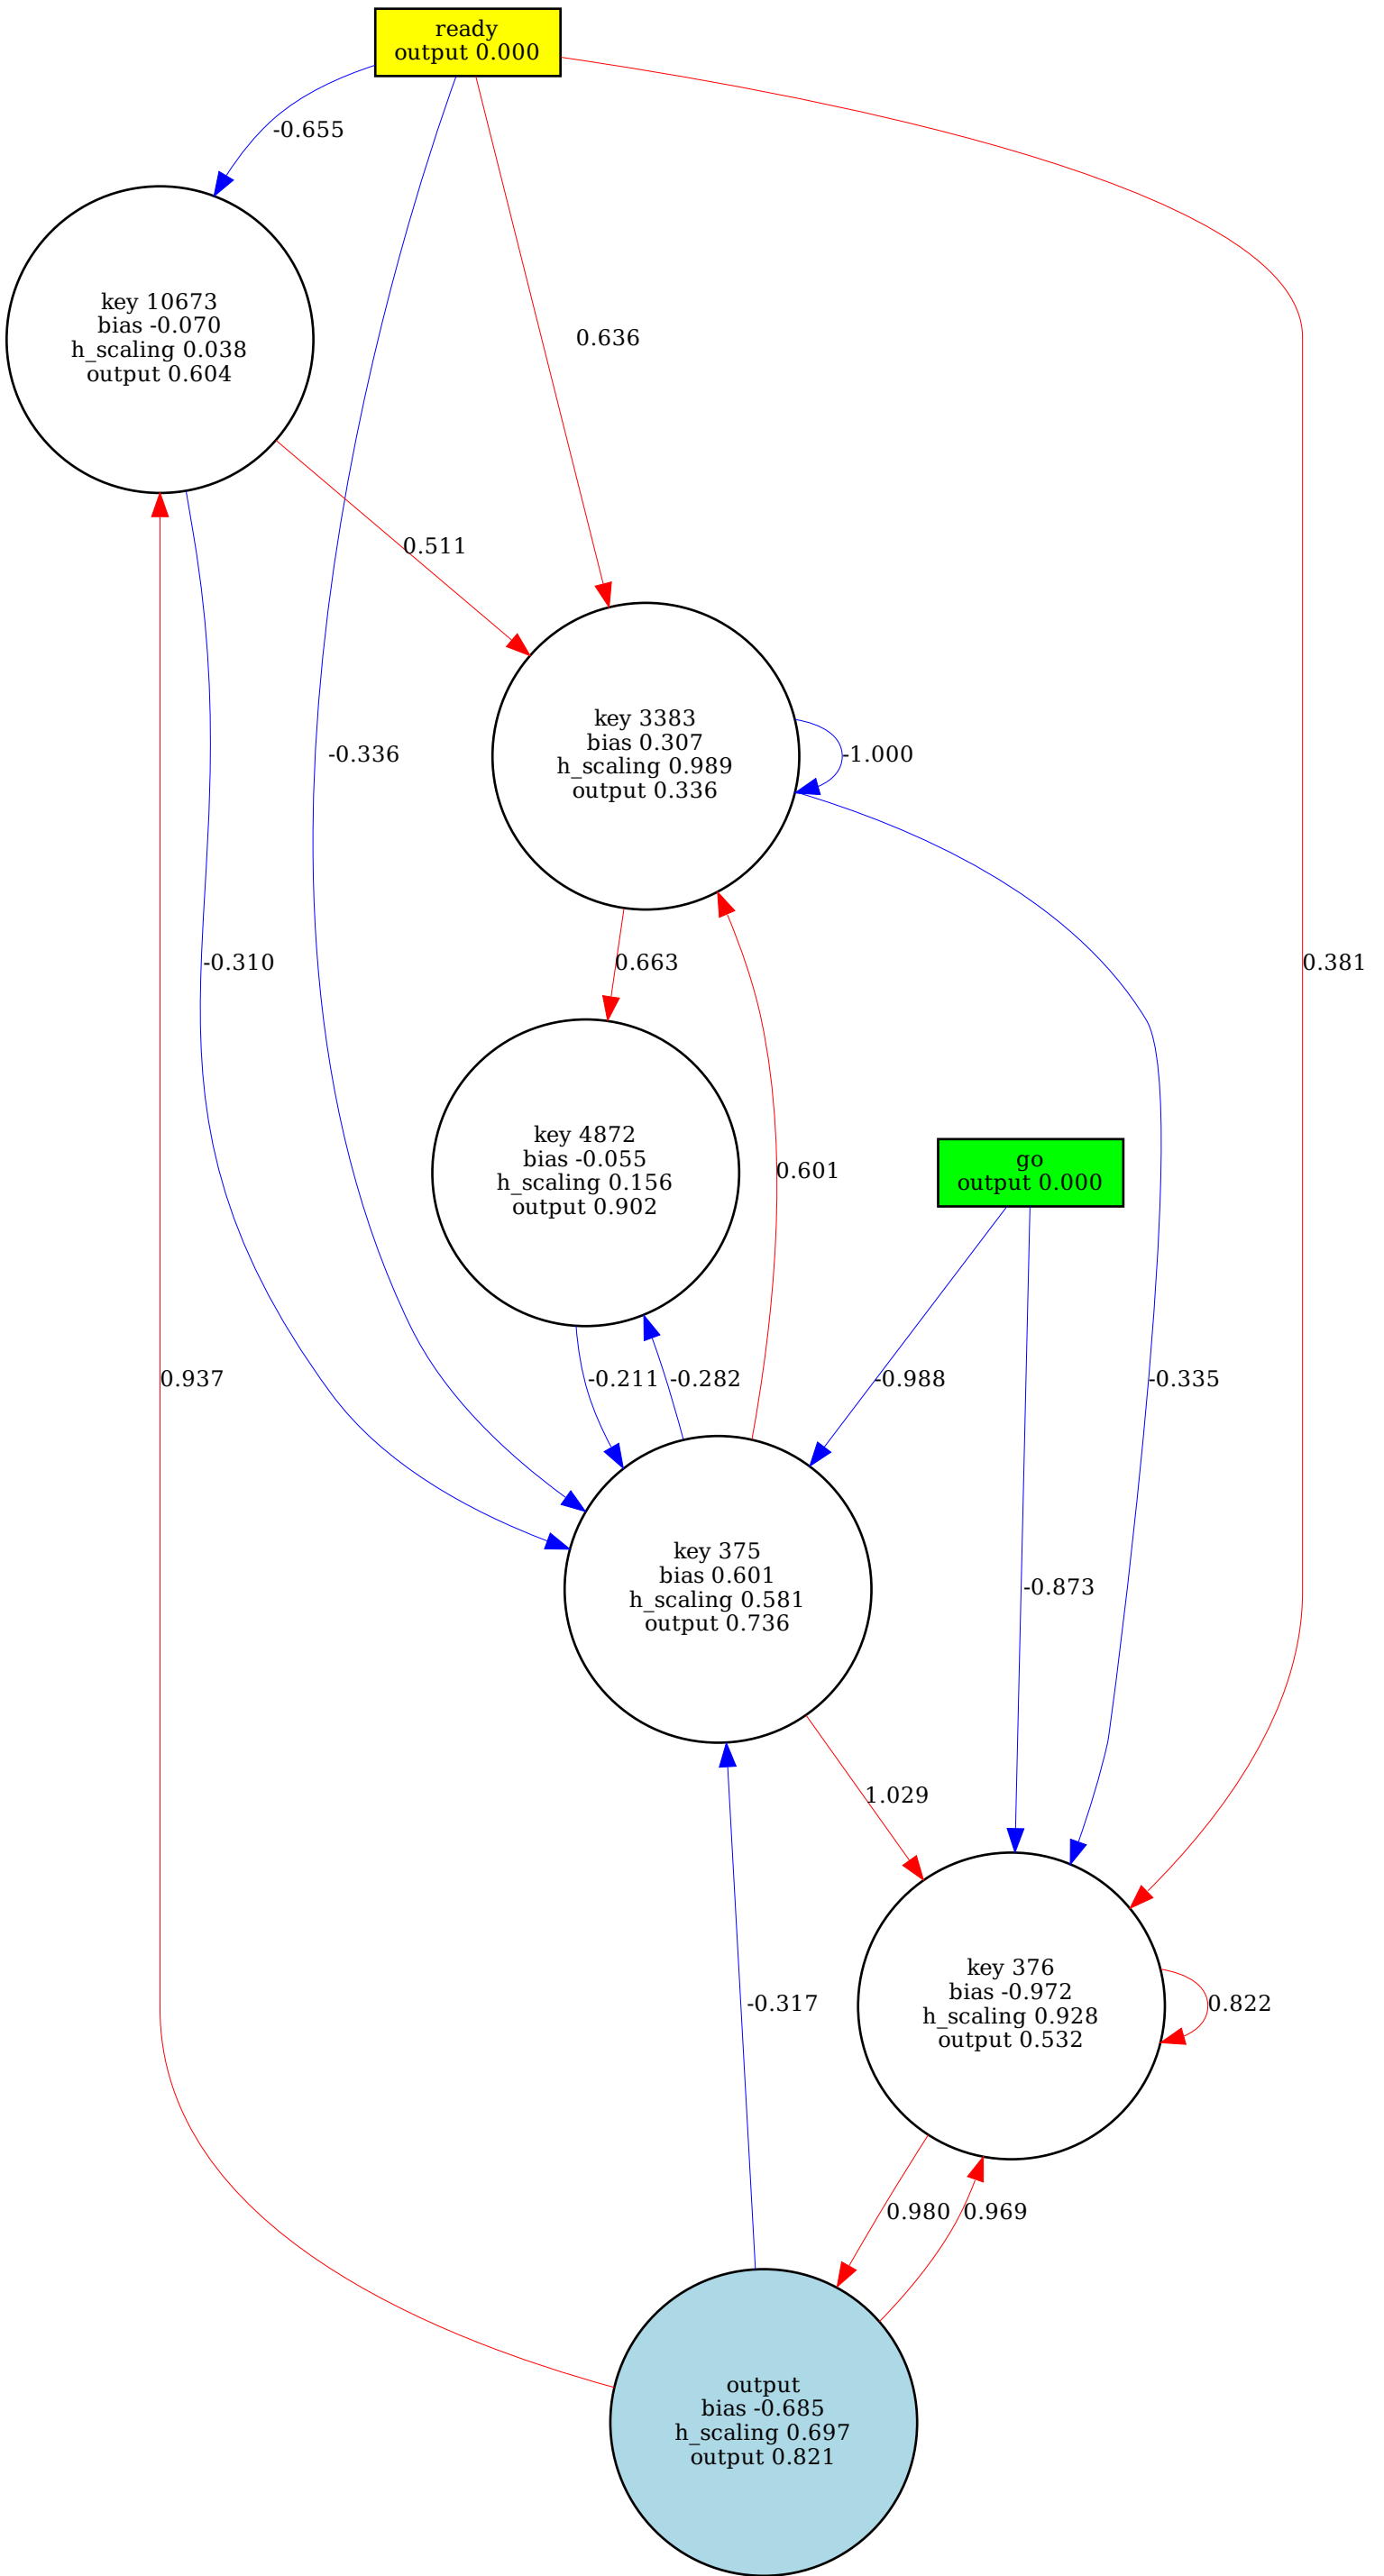 ready
output 0.000
-0.655
key 10673
bias -0.070
h_scaling 0.038
output 0.604
0.636
0.511
key 3383
bias 0.307
h_scaling 0.989
output 0.336
-0.336
-1.000
-0.310
0.663
0.381
key 4872
bias -0.055
h_scaling 0.156
output 0.902
0.601
go
output 0.000
0.937
-0.211
-0.282
-0.988
-0.335
key 375
bias 0.601
h_scaling 0.581
output 0.736
-0.873
1.029
key 376
bias -0.972
h_scaling 0.928
output 0.532
-0.317
0.822
0.980
0.969
output
bias -0.685
h_scaling 0.697
output 0.821